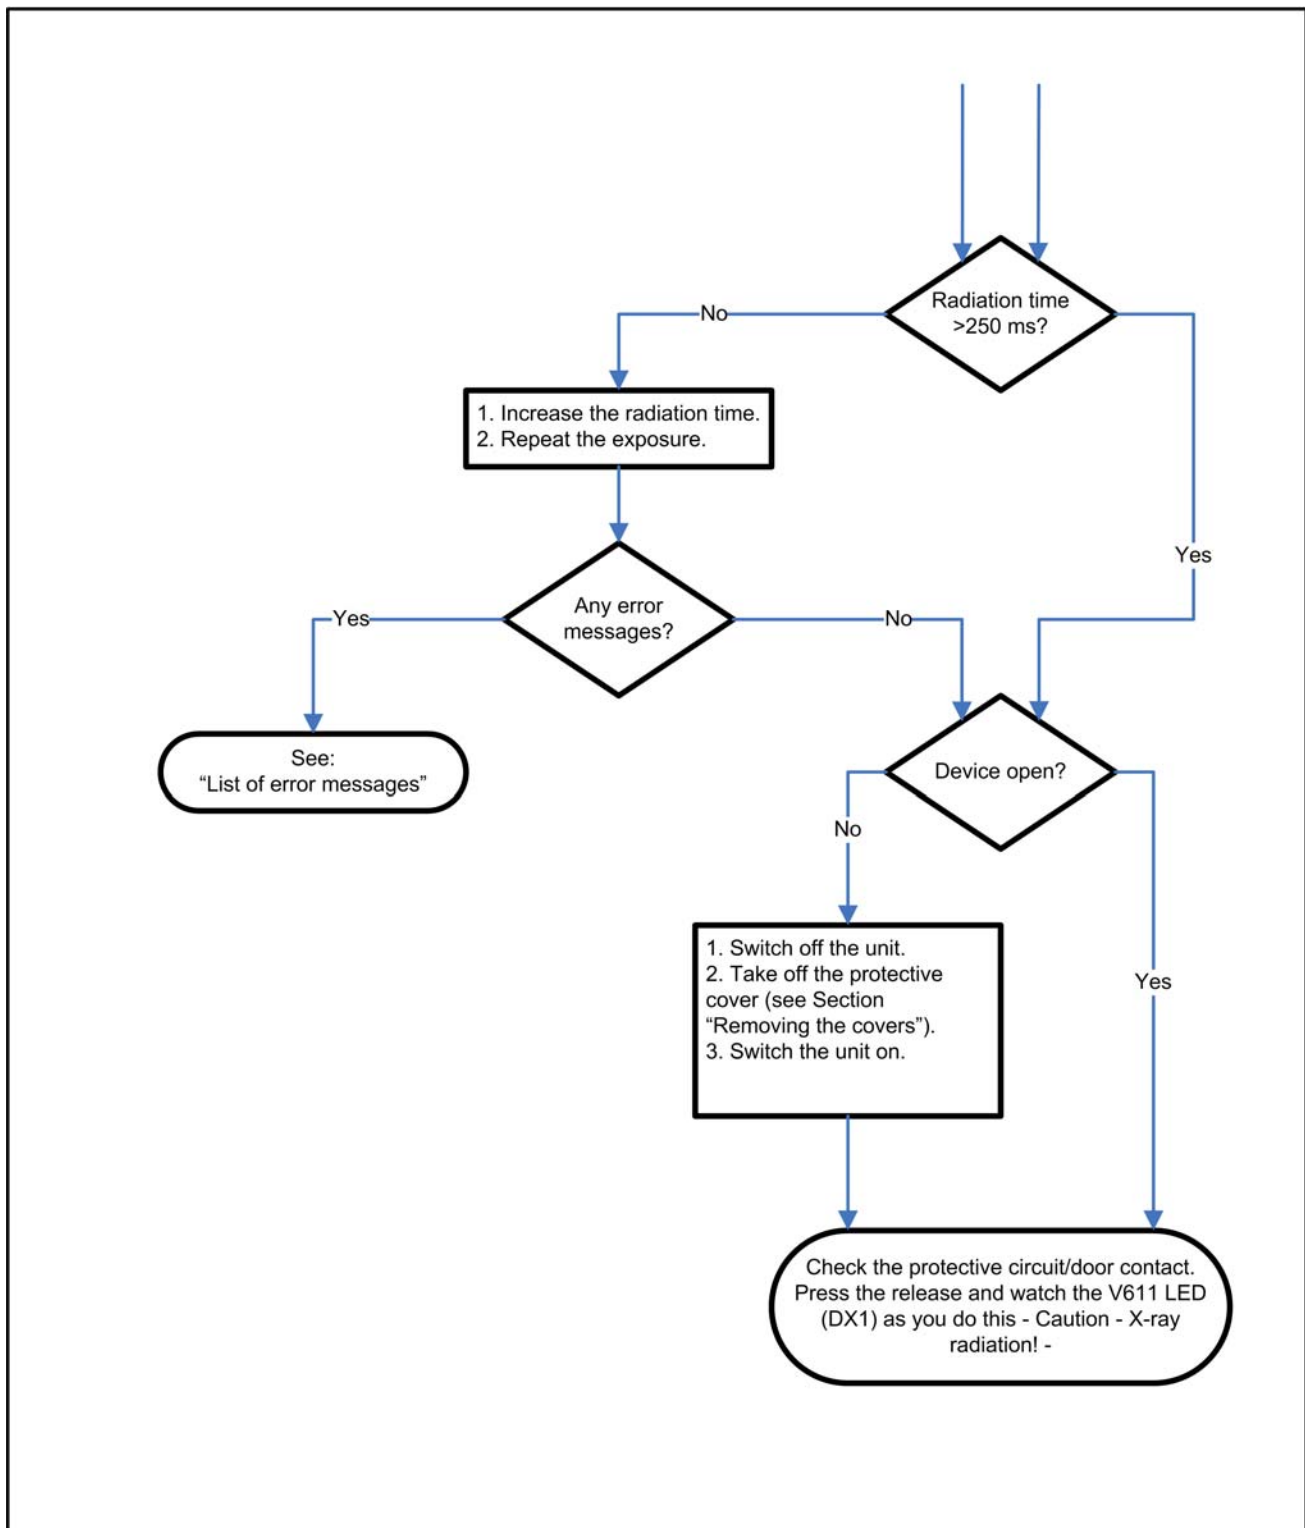 Radiation time
>250 ms?
No
1. Increase the radiation time.
2. Repeat the exposure.
Yes
Any error
messages?
Yes
No
See:
“List of error messages”
Device open?
No
1. Switch off the unit.
2. Take off the protective
cover (see Section
“Removing the covers”).
3. Switch the unit on.
Yes
Check the protective circuit/door contact.
Press the release and watch the V611 LED
(DX1) as you do this - Caution - X-ray
radiation! -